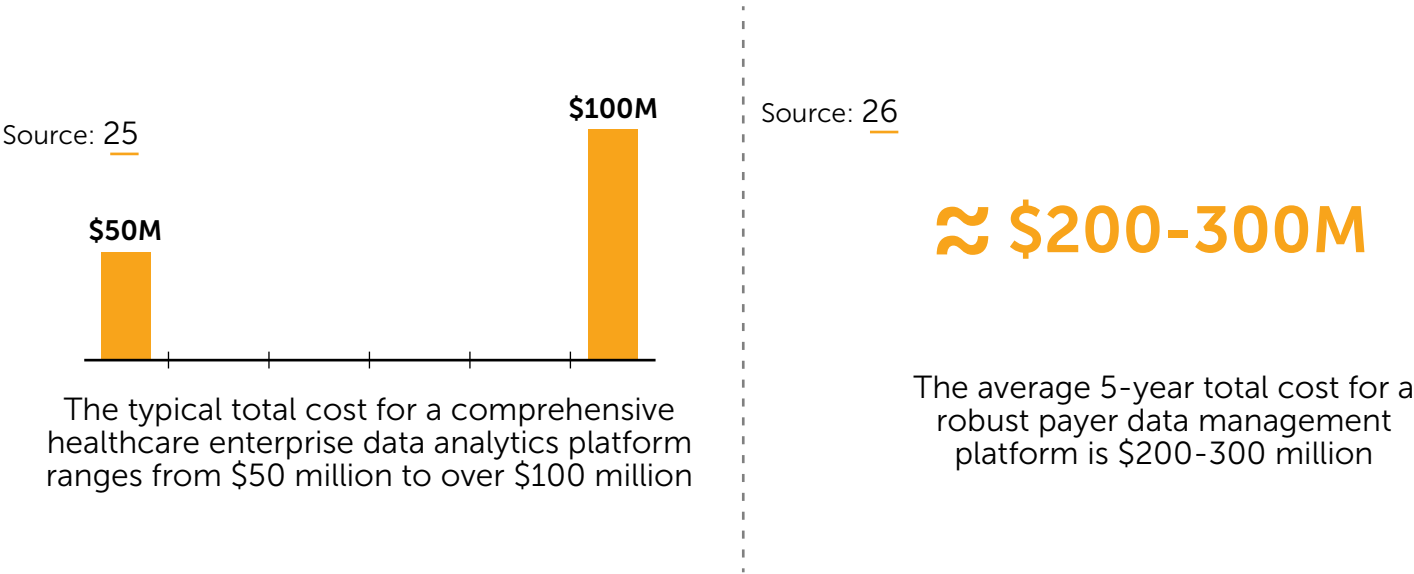 Source: 25
$50M
$100M
The typical total cost for a comprehensive
healthcare enterprise data analytics platform
ranges from $50 million to over $100 million
Source: 26
≈ $200-300M
The average 5-year total cost for a
robust payer data management
platform is $200-300 million